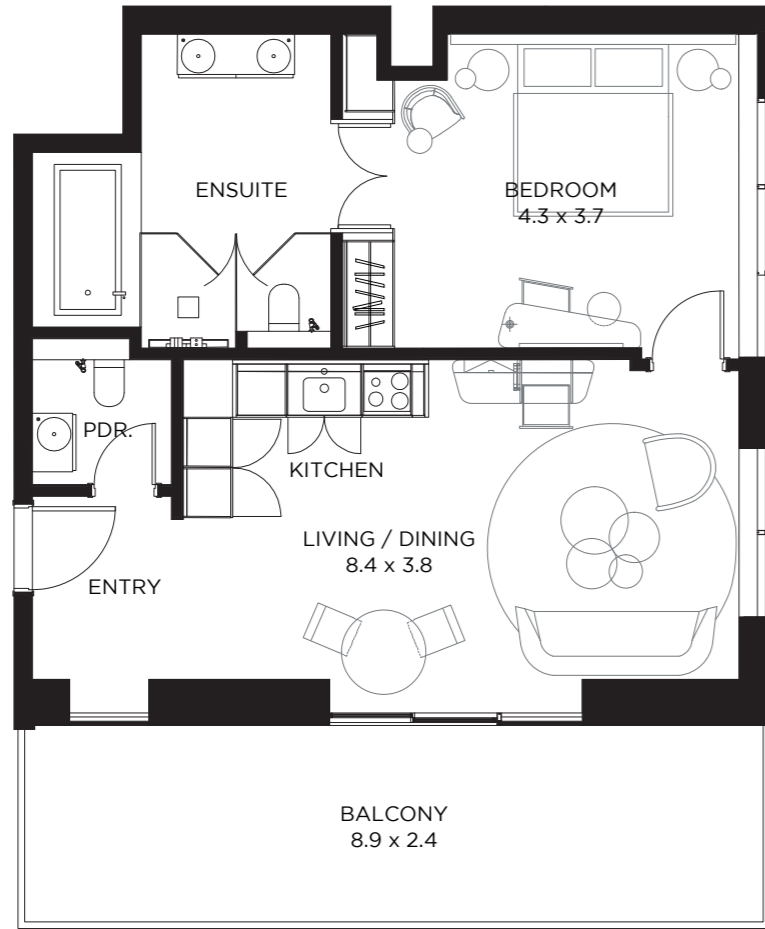 ENSUITE
BEDROOM
4.3 x 3.7
PDR.
KITCHEN
LIVING / DINING
8.4 x 3.8
ENTRY
BALCONY
8.9 x 2.4